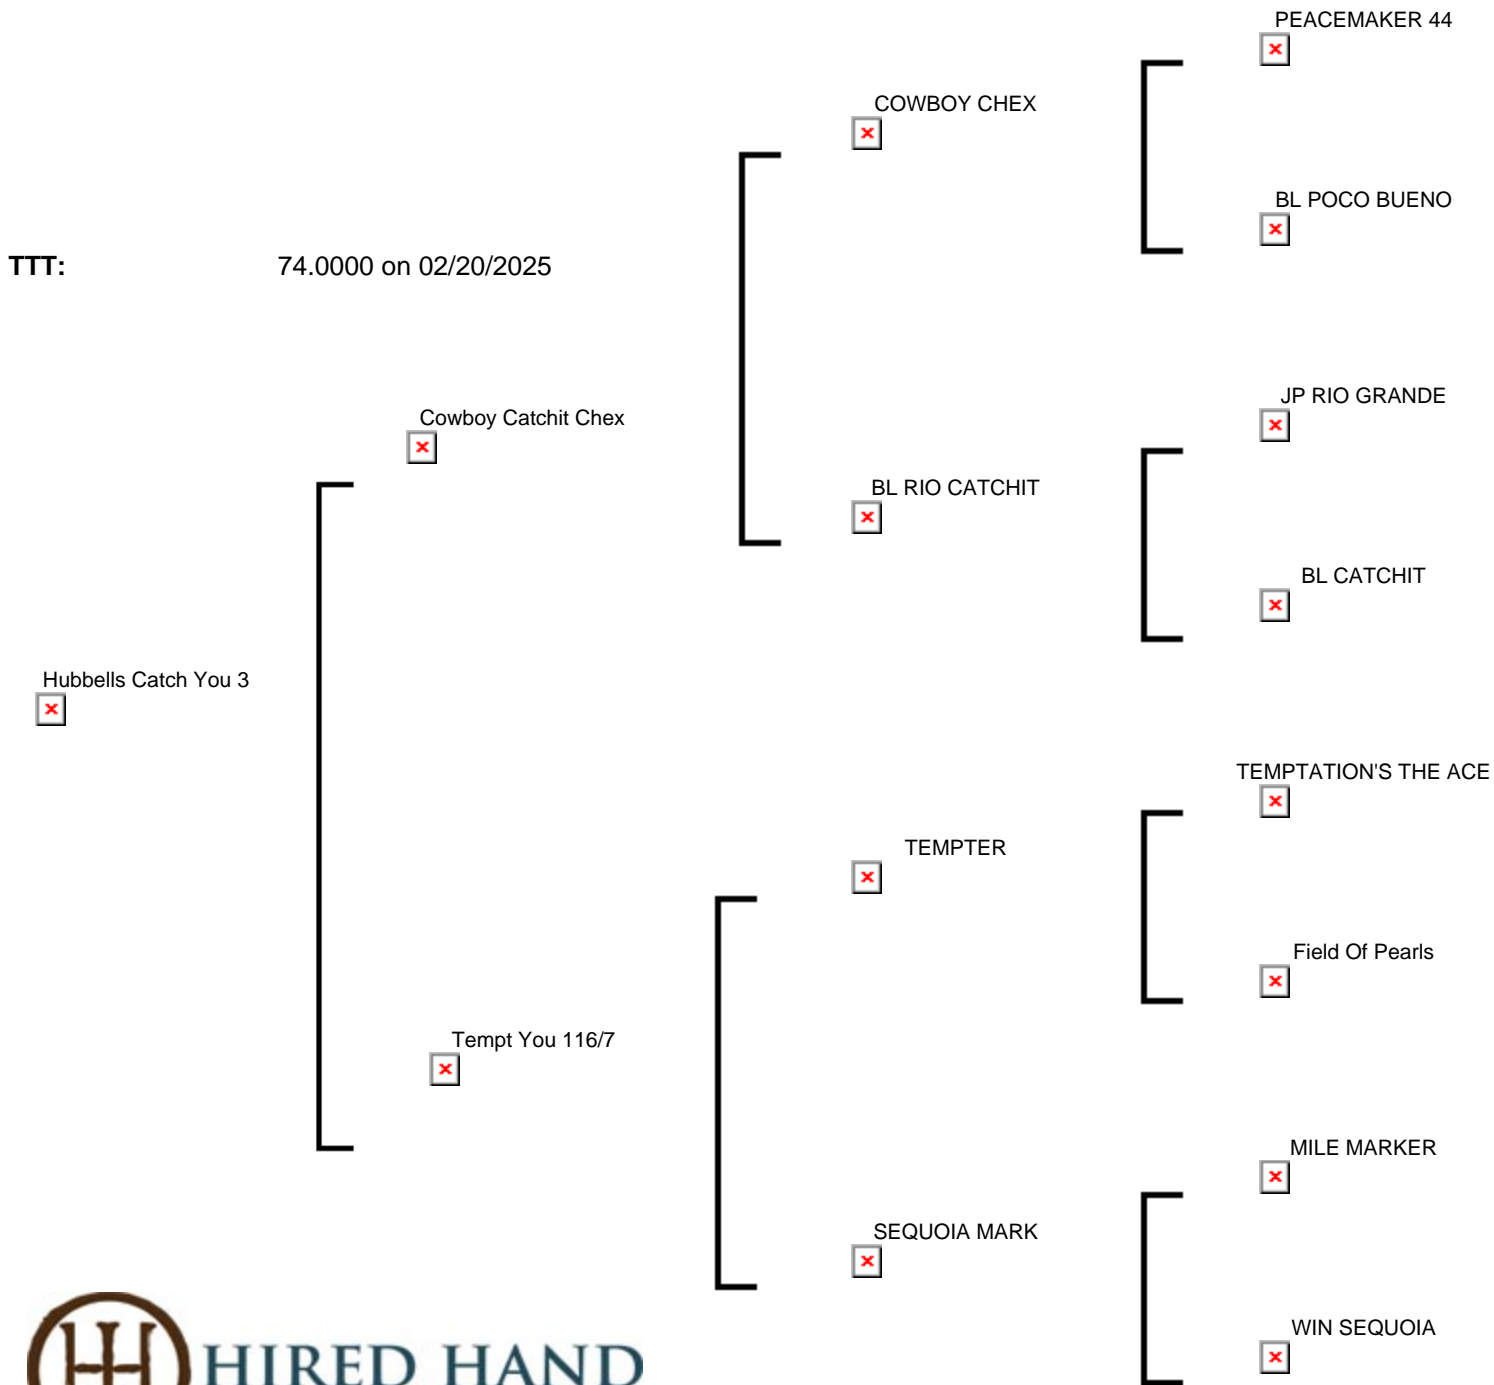 PEACEMAKER 44
COWBOY CHEX
BL POCO BUENO
TTT: 74.0000 on 02/20/2025
JP RIO GRANDE
Cowboy Catchit Chex
BL RIO CATCHIT
BL CATCHIT
Hubbells Catch You 3
TEMPTATION'S THE ACE
TEMPTER
Field Of Pearls
Tempt You 116/7
MILE MARKER
SEQUOIA MARK
WIN SEQUOIA
HIRED HAND